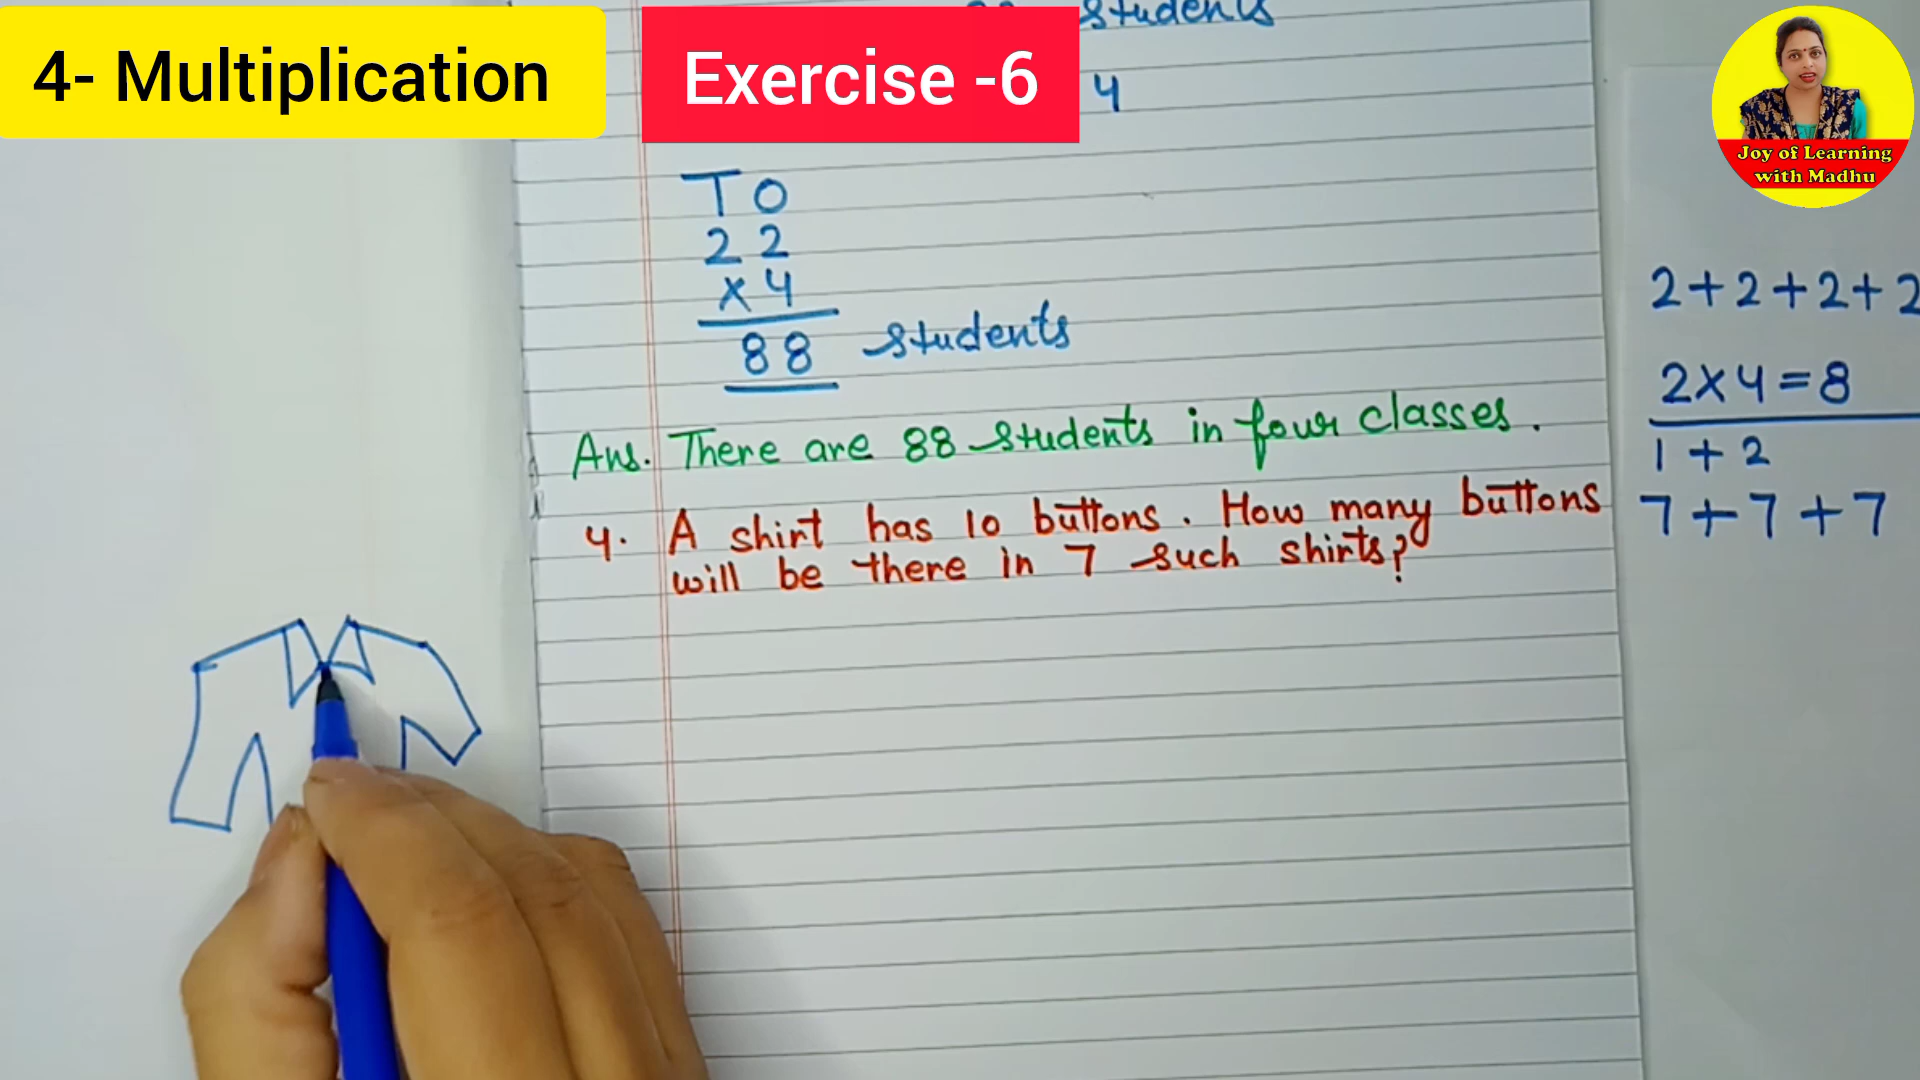 4- Multiplication
Exercise -6
students
4
T O
2 2
x 4
8 8 students
Ans. There are 88 students in four classes.
4. A shirt has 10 buttons. How many buttons
will be there in 7 such shirts?
2+2+2+2
2x4=8
1 + 2
7+7+7
Joy of Learning
with Madhu